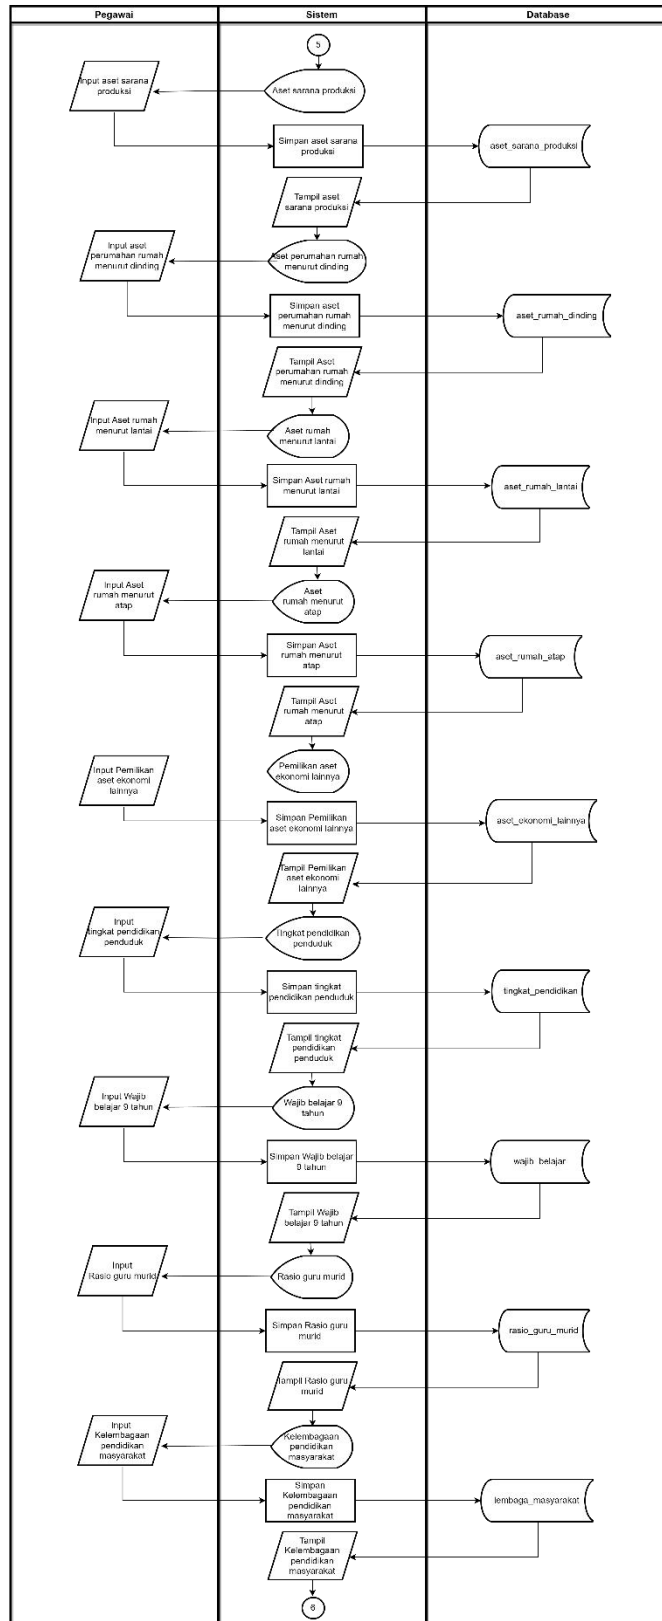 Pegawai
Sistem
Database
5
Input aset sarana
produksi
Aset sarana produksi
Simpan aset sarana
produksi
aset_sarana_produksi
Tampil aset
sarana produksi
Input aset
perumahan rumah
menurut dinding
Aset perumahan rumah
menurut dinding
Simpan aset
perumahan rumah
menurut dinding
aset_rumah_dinding
Tampil Aset
perumahan rumah
menurut dinding
Input Aset rumah
menurut lantai
Aset rumah
menurut lantai
Simpan Aset rumah
menurut lantai
aset_rumah_lantai
Tampil Aset
rumah menurut
lantai
Input Aset
rumah menurut
atap
Aset
rumah menurut
atap
Simpan Aset
rumah menurut
atap
aset_rumah_atap
Tampil Aset
rumah menurut
atap
Input Pemilikan
aset ekonomi
lainnya
Pemilikan aset
ekonomi lainnya
Simpan Pemilikan
aset ekonomi lainnya
aset_ekonomi_lainnya
Tampil Pemilikan
aset ekonomi
lainnya
Input
tingkat pendidikan
penduduk
Tingkat pendidikan
penduduk
Simpan tingkat
pendidikan penduduk
tingkat_pendidikan
Tampil tingkat
pendidikan
penduduk
Input Wajib
belajar 9 tahun
Wajib belajar 9
tahun
Simpan Wajib belajar
9 tahun
wajib_belajar
Tampil Wajib
belajar 9 tahun
Input
Rasio guru murid
Rasio guru murid
Simpan Rasio guru
murid
rasio_guru_murid
Tampil Rasio guru
murid
Input
Kelembagaan
pendidikan
masyarakat
Kelembagaan
pendidikan
masyarakat
Simpan
Kelembagaan
pendidikan
masyarakat
lembaga_masyarakat
Tampil
Kelembagaan
pendidikan
masyarakat
6